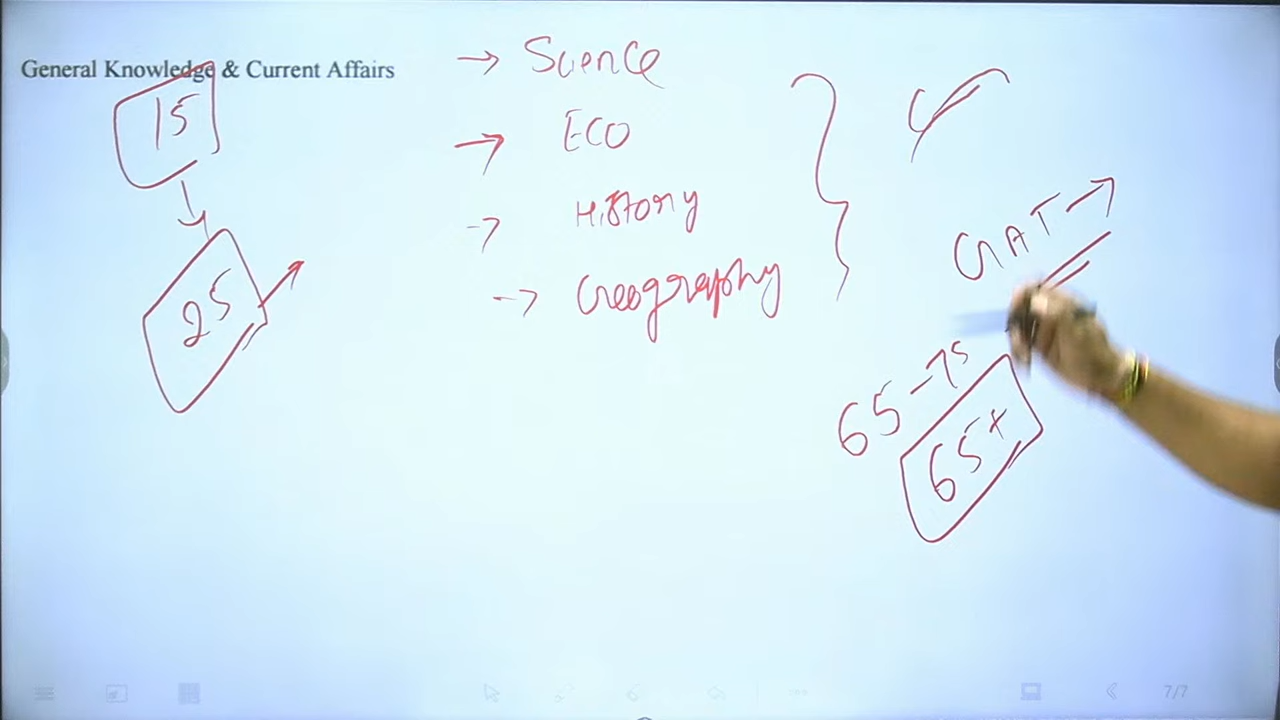 General Knowledge & Current Affairs
15
25
→ Science
→ ECO
→ History
→ Geography
GAT →
65-75
65+
7/7